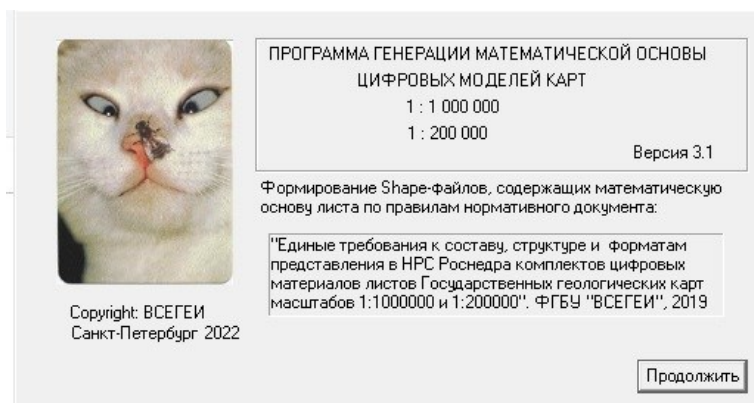 ПРОГРАММА ГЕНЕРАЦИИ МАТЕМАТИЧЕСКОЙ ОСНОВЫ
ЦИФРОВЫХ МОДЕЛЕЙ КАРТ
1 : 1 000 000
1 : 200 000
Версия 3.1
Формирование Shape-файлов, содержащих математическую
основу листа по правилам нормативного документа:
"Единые требования к составу, структуре и форматам
представления в НРС Роснедра комплектов цифровых
материалов листов Государственных геологических карт
масштабов 1:1000000 и 1:200000". ФГБУ "ВСЕГЕИ", 2019
Copyright: ВСЕГЕИ
Санкт-Петербург 2022
Продолжить